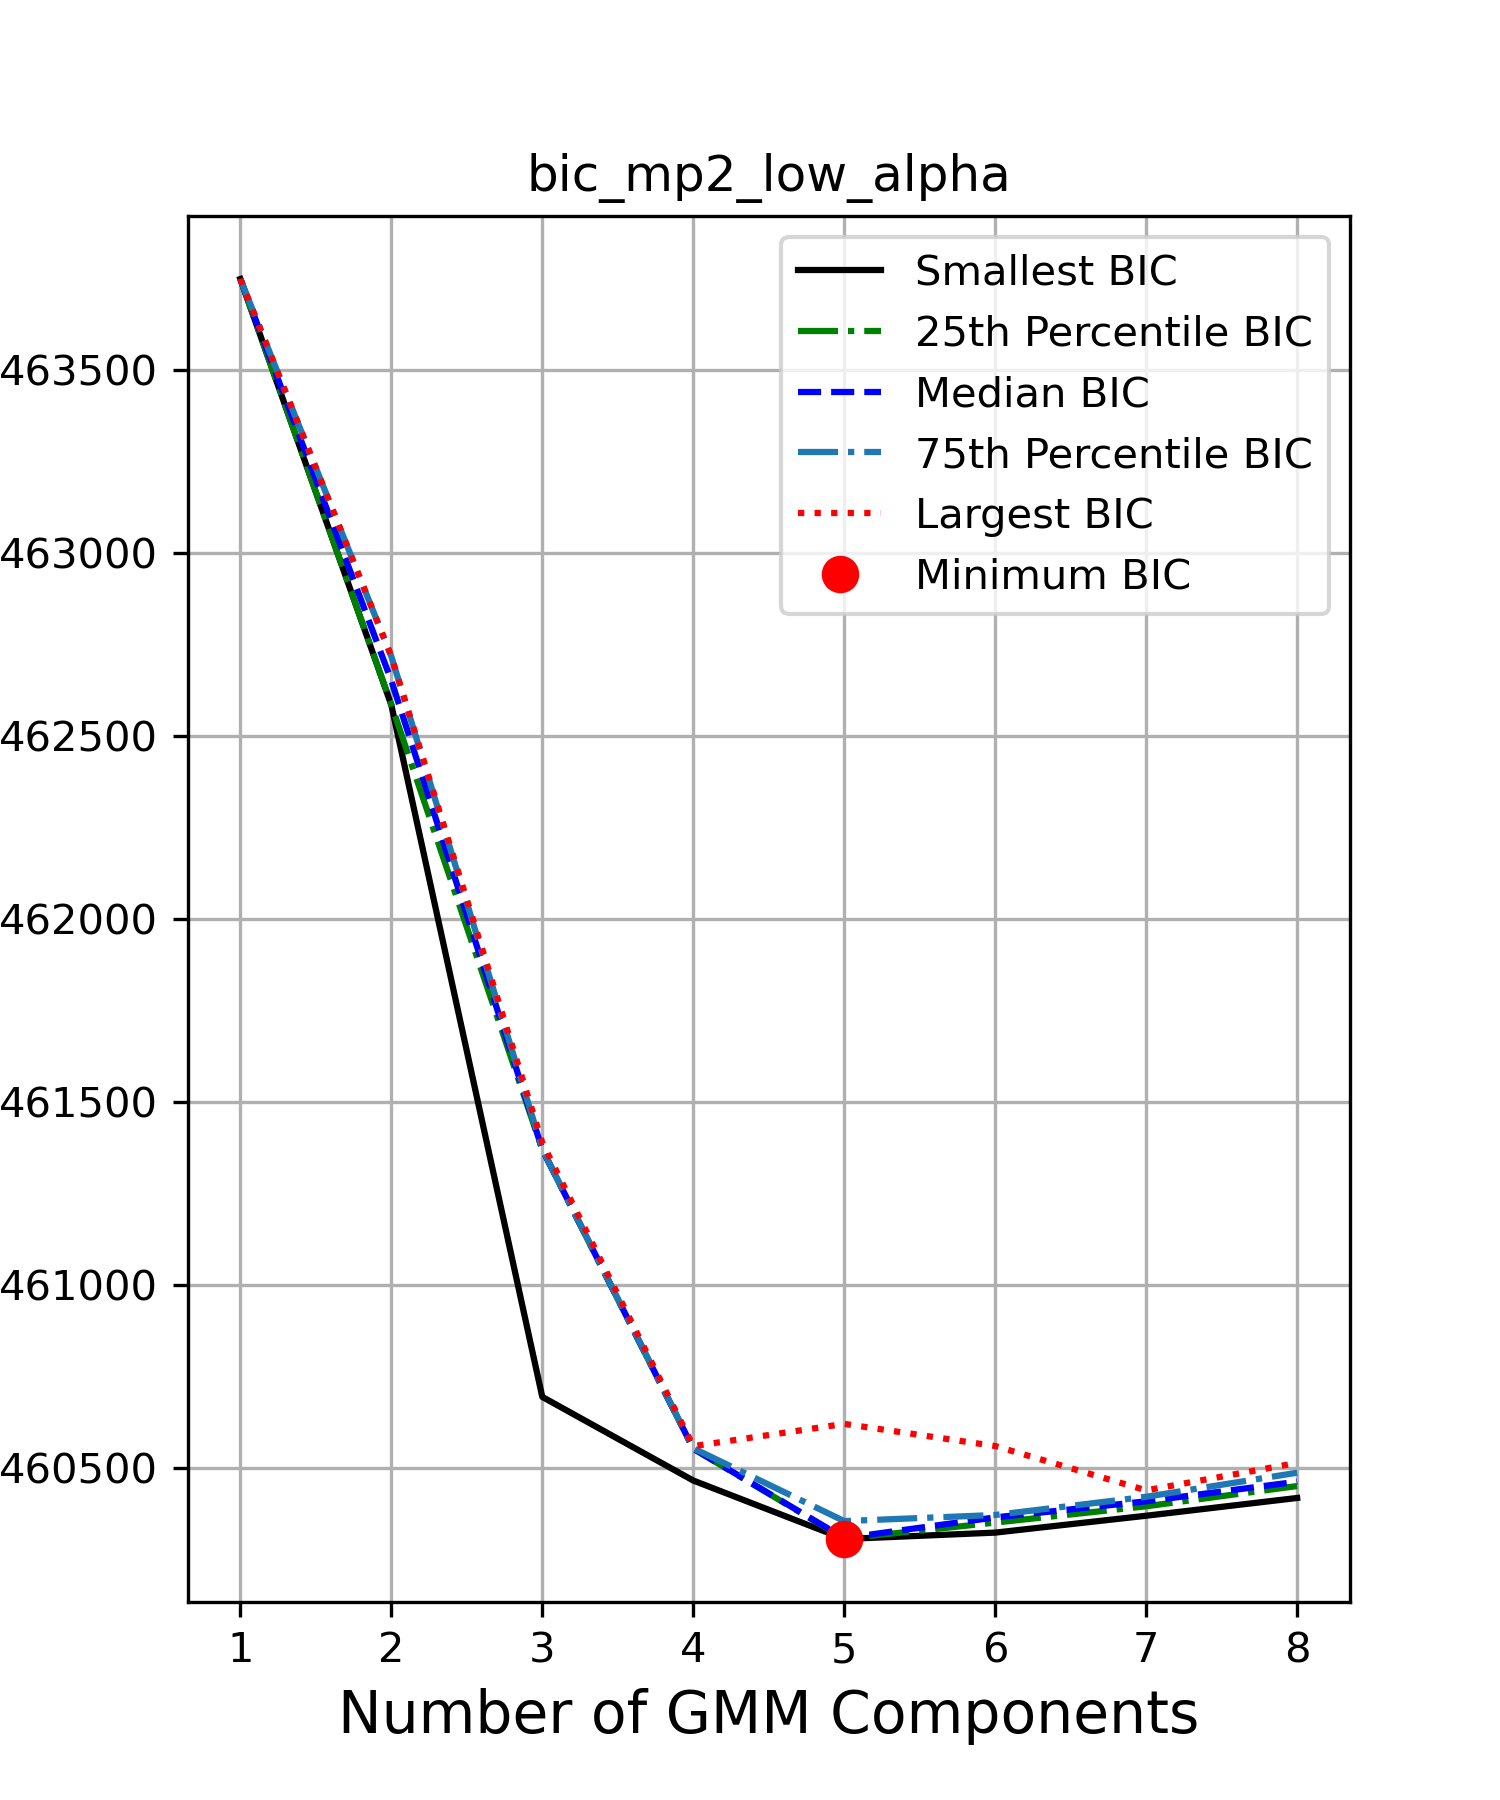 bic_mp2_low_alpha
Smallest BIC
25th Percentile BIC
Median BIC
75th Percentile BIC
Largest BIC
Minimum BIC
463500
463000
462500
462000
461500
461000
460500
1 2 3 4 5 6 7 8
Number of GMM Components